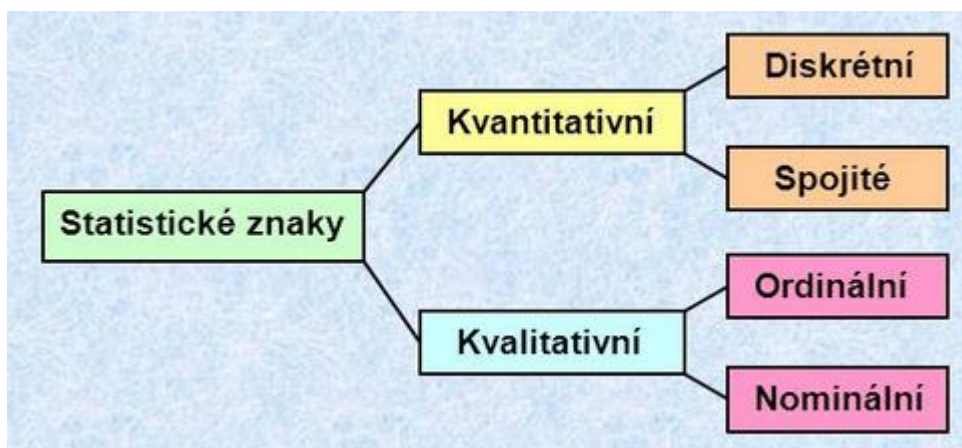 Diskrétní
Kvantitativní
Spojité
Statistické znaky
Ordinální
Kvalitativní
Nominální